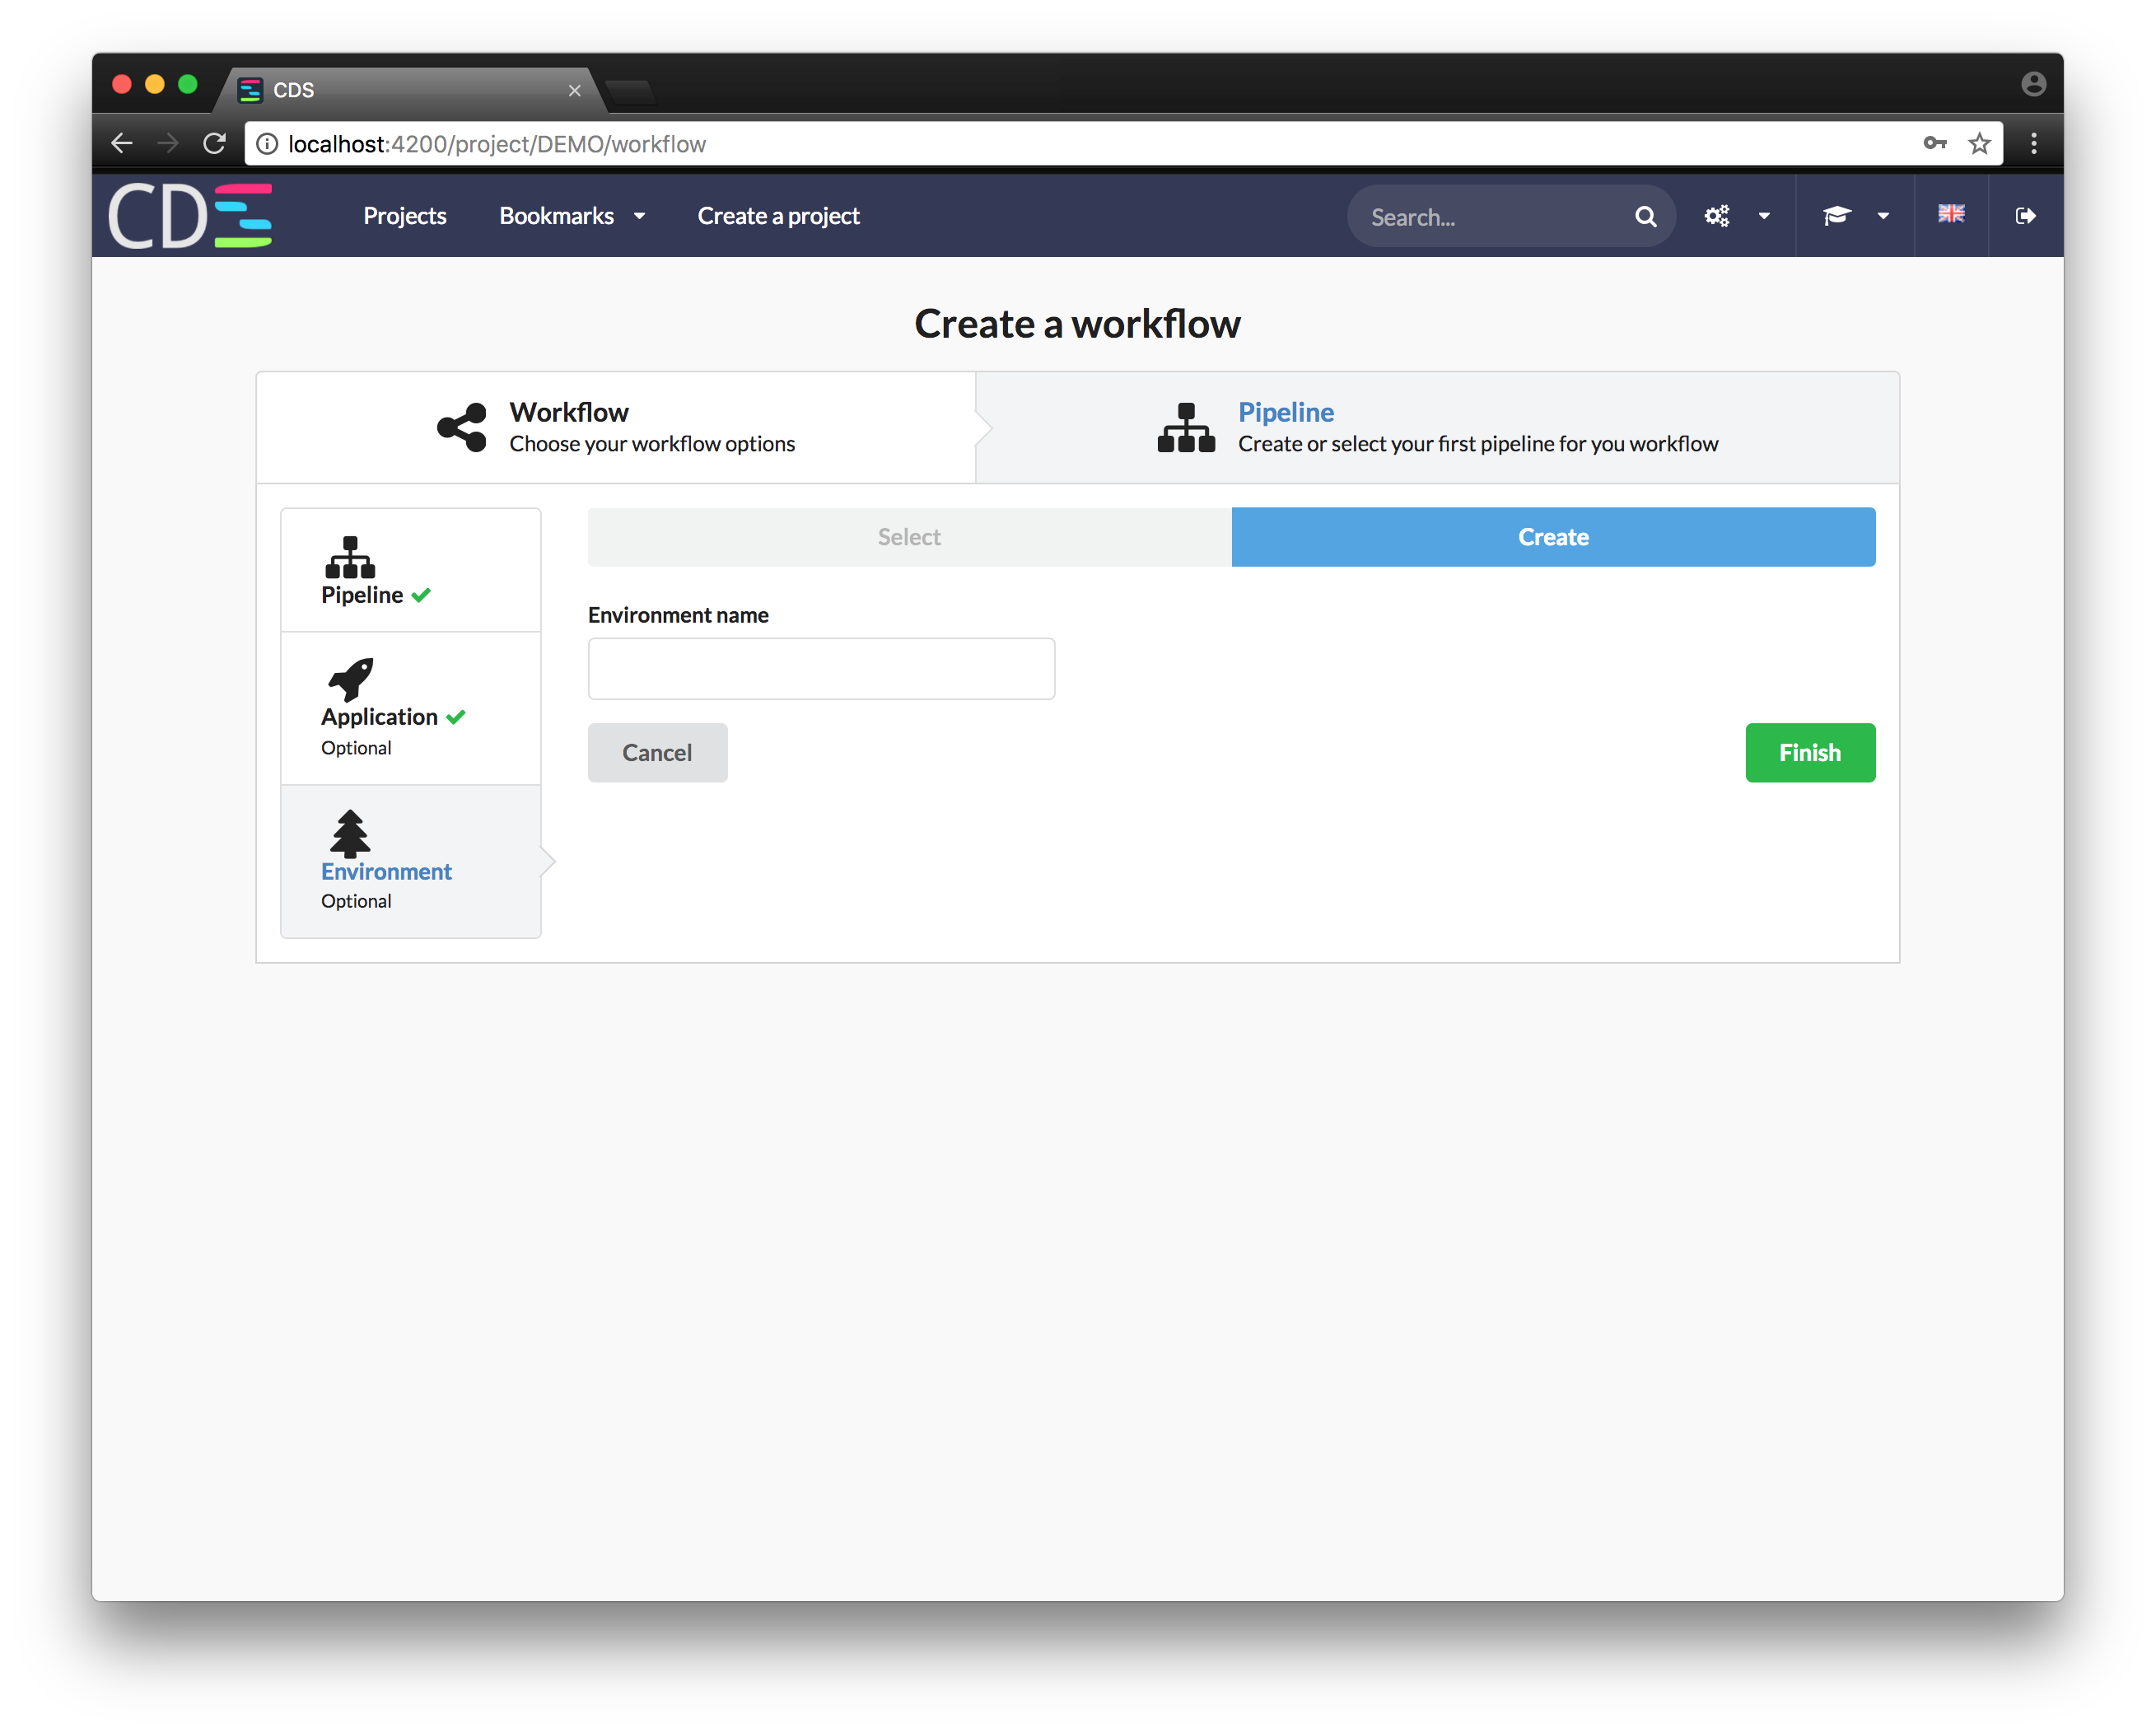 CDS
localhost:4200/project/DEMO/workflow
CDS
Projects
Bookmarks
Create a project
Search...
Create a workflow
Workflow
Choose your workflow options
Pipeline
Create or select your first pipeline for you workflow
Pipeline
Application
Optional
Environment
Optional
Select
Create
Environment name
Cancel
Finish